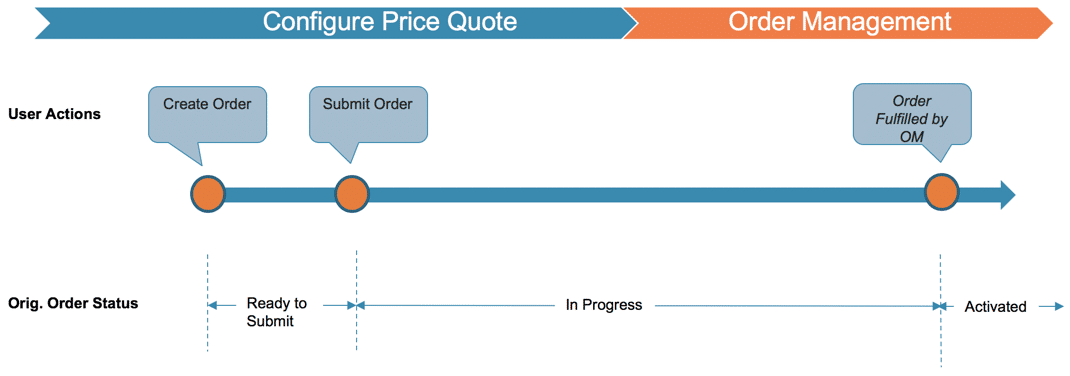 Configure Price Quote
Order Management
User Actions
Create Order
Submit Order
Order
Fulfilled by
OM
Orig. Order Status
Ready to
Submit
In Progress
Activated